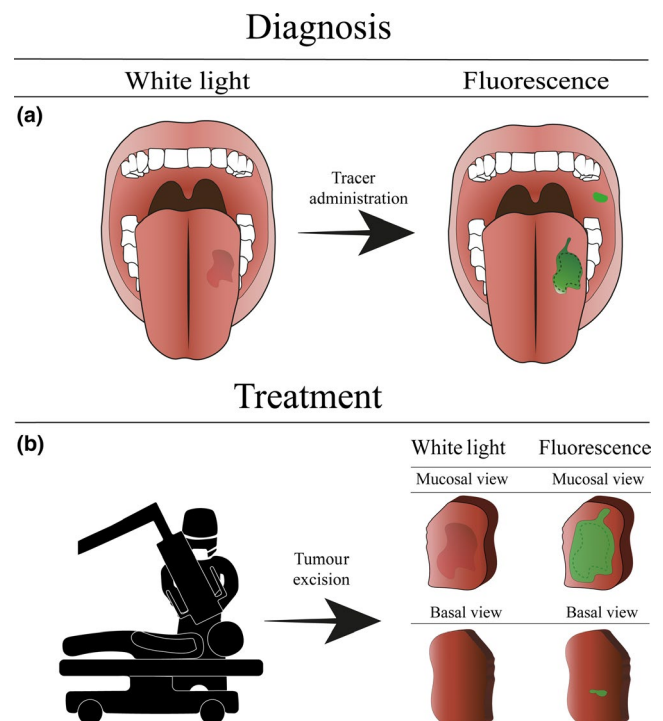 Diagnosis
White light Fluorescence
(a)
Tracer
administration
Treatment
(b)
White light Fluorescence
Mucosal view Mucosal view
Tumour
excision
Basal view Basal view